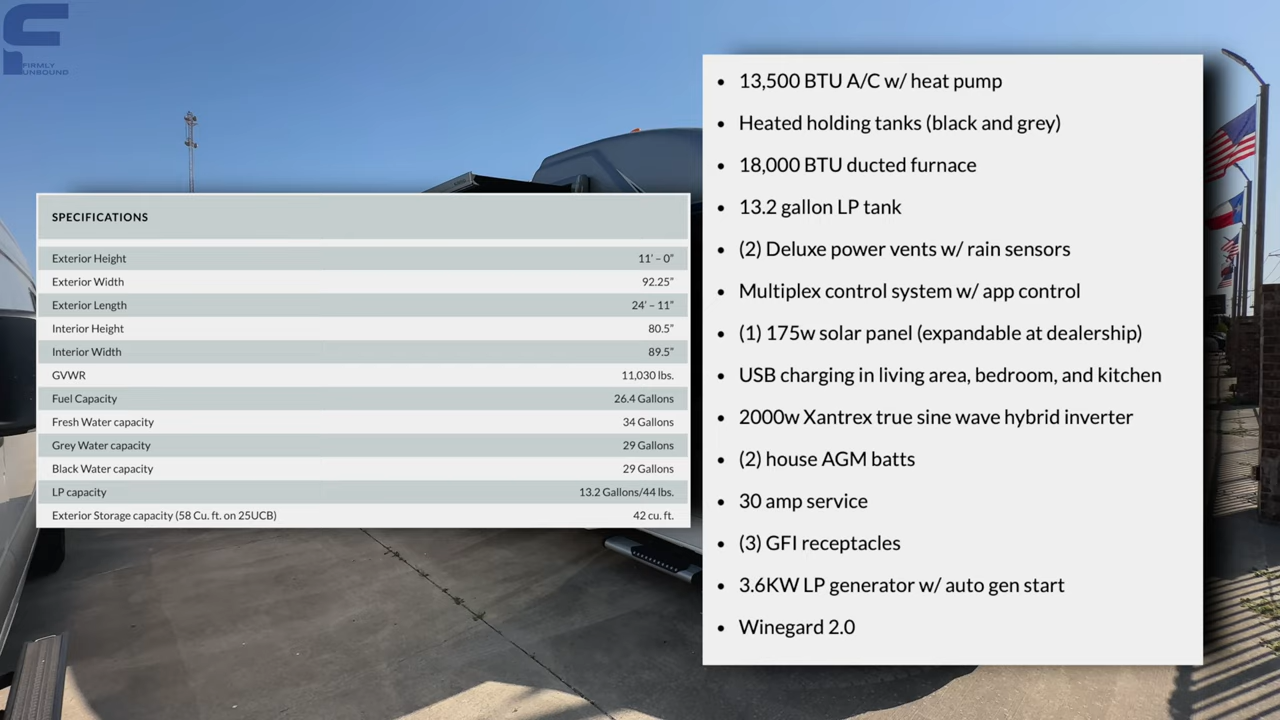 FIRMLY
UNBOUND
SPECIFICATIONS
Exterior Height 11’ – 0”
Exterior Width 92.25”
Exterior Length 24’ – 11”
Interior Height 80.5”
Interior Width 89.5”
GVWR 11,030 lbs.
Fuel Capacity 26.4 Gallons
Fresh Water capacity 34 Gallons
Grey Water capacity 29 Gallons
Black Water capacity 29 Gallons
LP capacity 13.2 Gallons/44 lbs.
Exterior Storage capacity (58 Cu. ft. on 25UCB) 42 cu. ft.
• 13,500 BTU A/C w/ heat pump
• Heated holding tanks (black and grey)
• 18,000 BTU ducted furnace
• 13.2 gallon LP tank
• (2) Deluxe power vents w/ rain sensors
• Multiplex control system w/ app control
• (1) 175w solar panel (expandable at dealership)
• USB charging in living area, bedroom, and kitchen
• 2000w Xantrex true sine wave hybrid inverter
• (2) house AGM batts
• 30 amp service
• (3) GFI receptacles
• 3.6KW LP generator w/ auto gen start
• Winegard 2.0